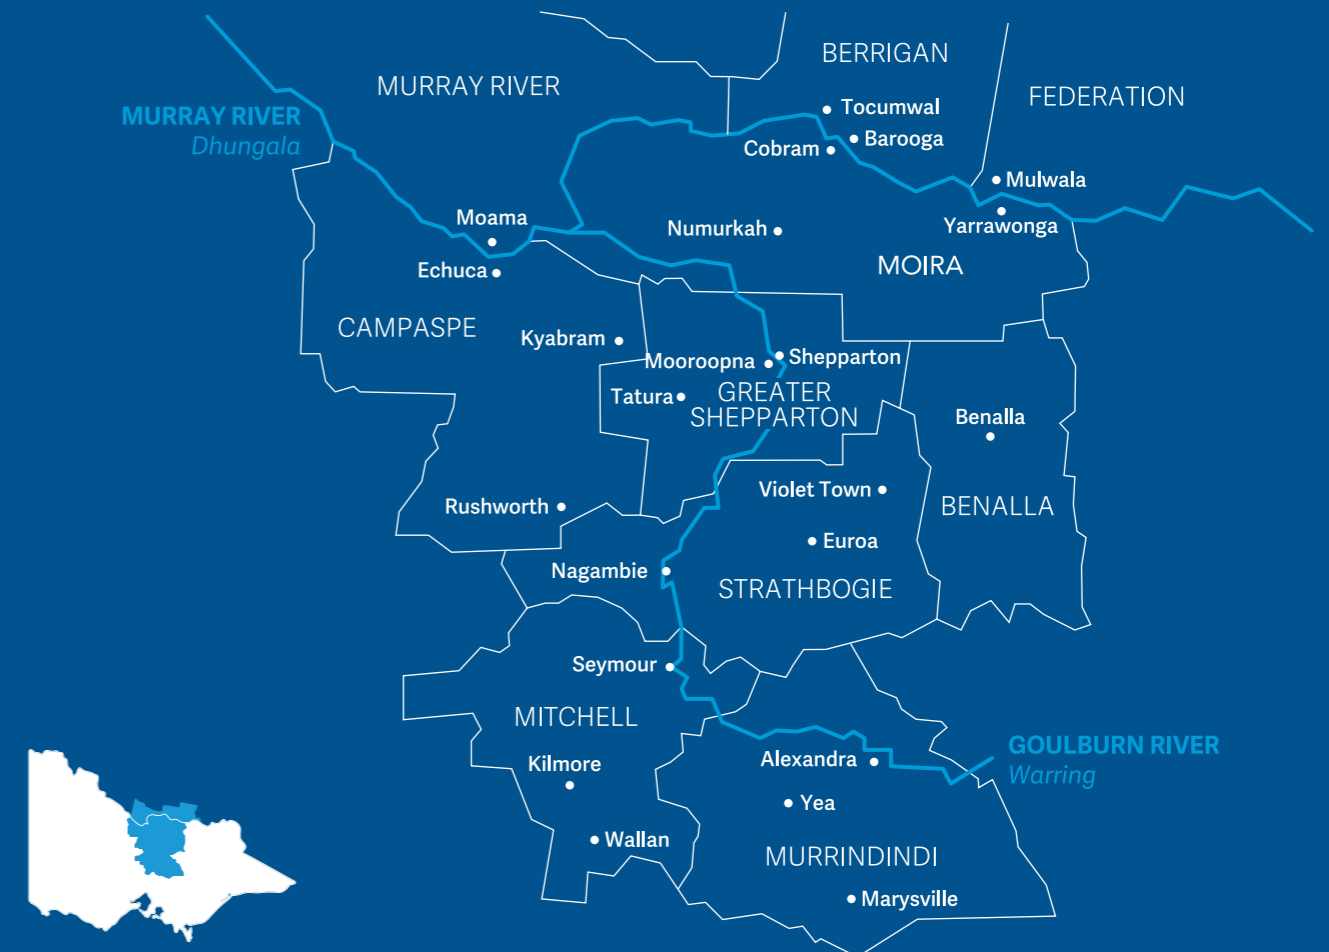 BERRIGAN
MURRAY RIVER
FEDERATION
MURRAY RIVER
Dhungala
Tocumwal
Barooga
Cobram
Mulwala
Yarrawonga
Moama
Numurkah
Echuca
MOIRA
CAMPASPE
Kyabram
Mooroopna
Shepparton
Tatura
GREATER
SHEPPARTON
Benalla
Violet Town
Rushworth
BENALLA
Euroa
Nagambie
STRATHBOGIE
Seymour
MITCHELL
GOULBURN RIVER
Warring
Alexandra
Kilmore
Yea
Wallan
MURRINDINDI
Marysville